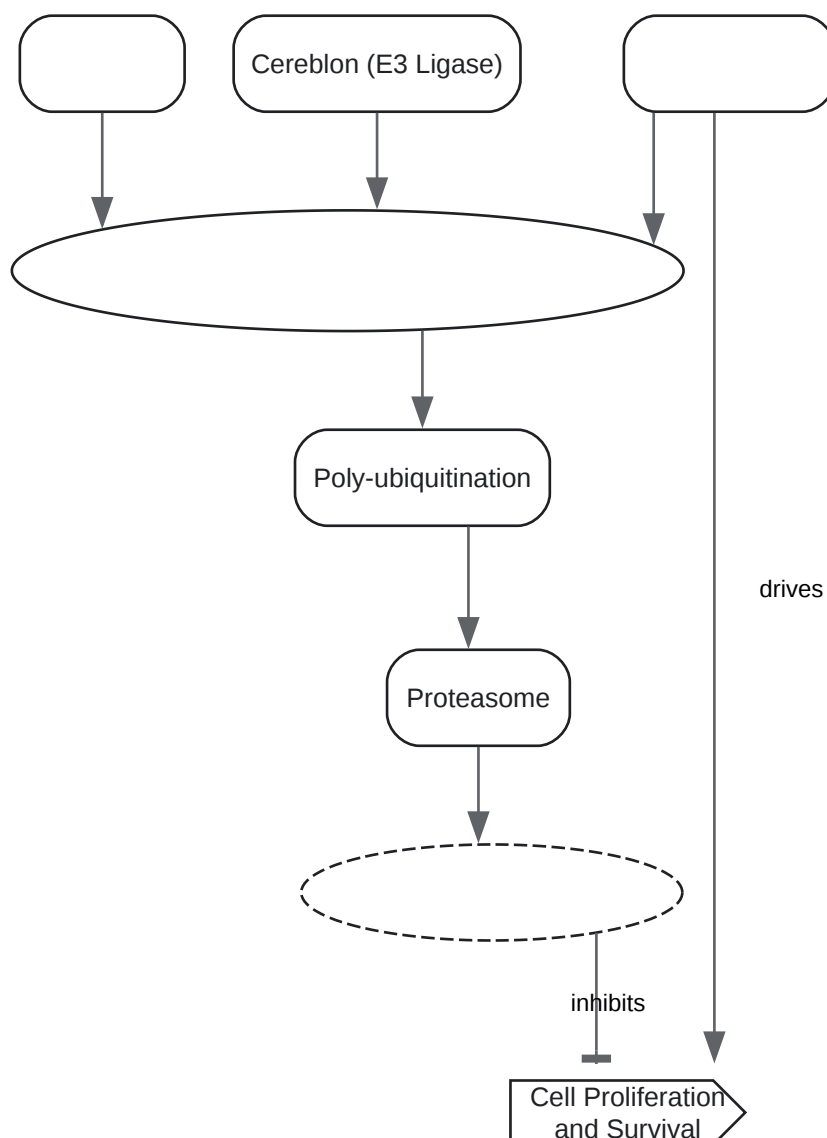 Cereblon (E3 Ligase)
Poly-ubiquitination
drives
Proteasome
inhibits
Cell Proliferation
and Survival